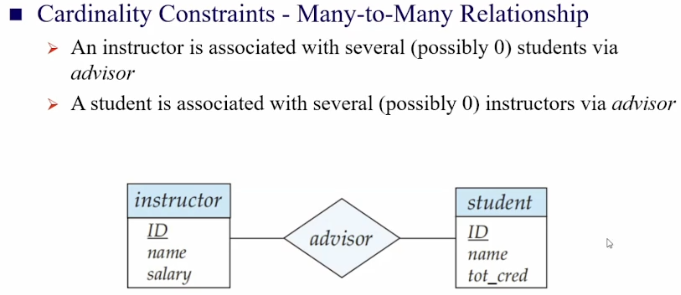 Cardinality Constraints - Many-to-Many Relationship
An instructor is associated with several (possibly 0) students via
advisor
A student is associated with several (possibly 0) instructors via advisor
instructor
ID
name
salary
advisor
student
ID
name
tot_cred